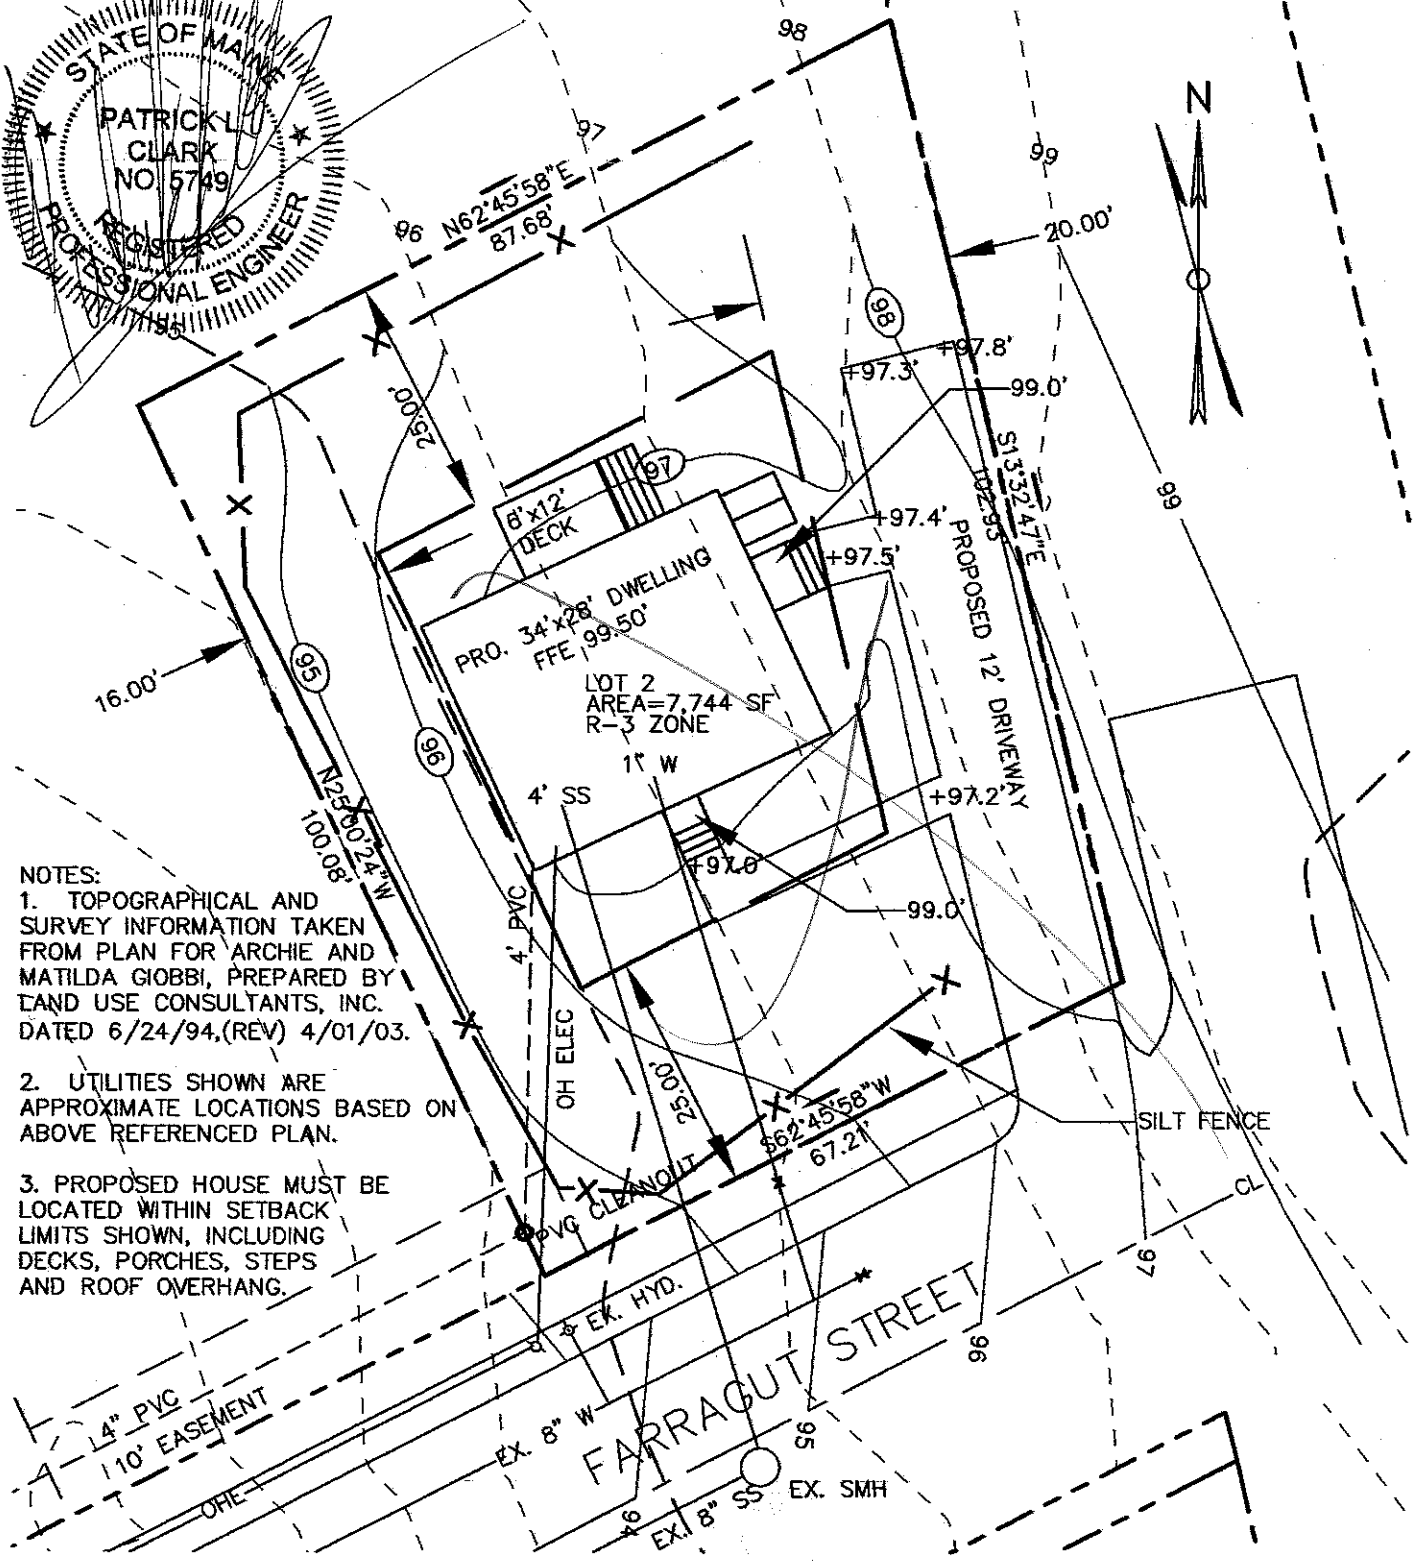 STATE OF MAINE
PATRICK L.
CLARK
NO. 5749
REGISTERED
PROFESSIONAL ENGINEER
95
96
97
98
99
N
N62°45'58"E
87.68'
20.00'
98
+97.8'
+97.3'
99.0'
25.00'
97
S13°32'47"E
102.93'
99
6'x12'
DECK
+97.4'
+97.5'
PROPOSED 12' DRIVEWAY
PRO. 34'x28' DWELLING
FFE 99.50'
16.00'
95
LOT 2
AREA=7,744 SF
R-3 ZONE
96
1" W
4' SS
+97.2'
N25°00'24"W
100.08'
+97.0
99.0'
4' PVC
OH ELEC
25.00'
NOTES:
1. TOPOGRAPHICAL AND
SURVEY INFORMATION TAKEN
FROM PLAN FOR ARCHIE AND
MATILDA GIOBBI, PREPARED BY
LAND USE CONSULTANTS, INC.
DATED 6/24/94,(REV) 4/01/03.
2. UTILITIES SHOWN ARE
APPROXIMATE LOCATIONS BASED ON
ABOVE REFERENCED PLAN.
3. PROPOSED HOUSE MUST BE
LOCATED WITHIN SETBACK
LIMITS SHOWN, INCLUDING
DECKS, PORCHES, STEPS
AND ROOF OVERHANG.
S62°45'58"W
67.21'
SILT FENCE
PVC CLEANOUT
CL
97
EX. HYD.
96
FARRAGUT STREET
4" PVC
10' EASEMENT
EX. 8" W
95
OHE
94
EX. 8" SS
EX. SMH